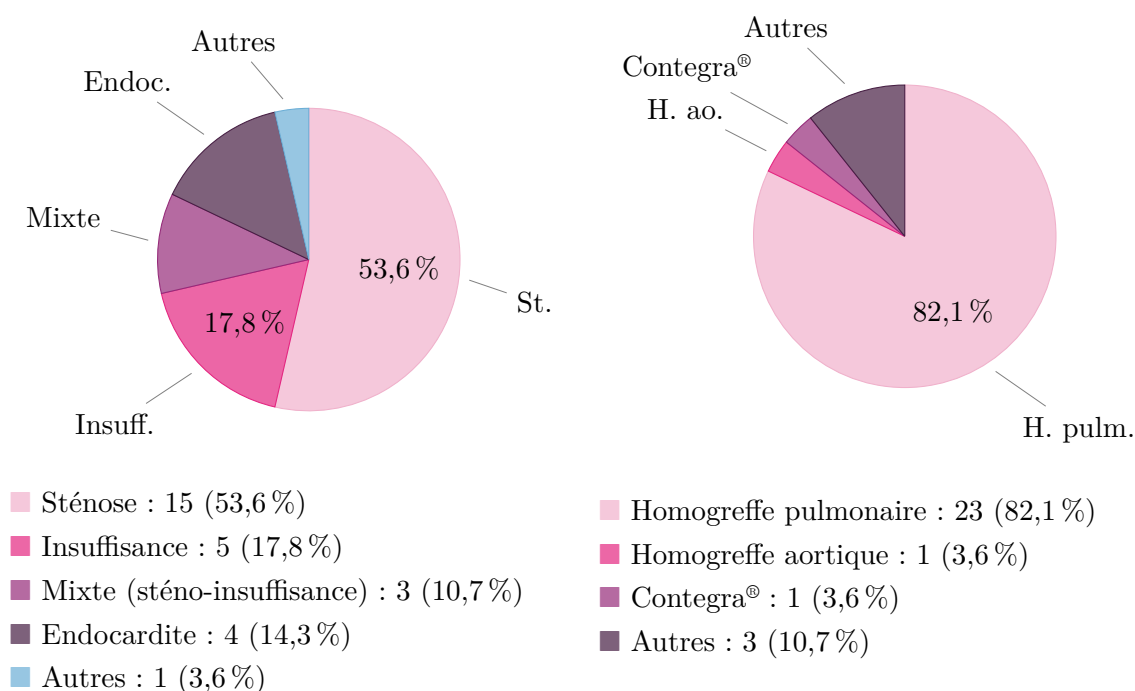 Autres
Endoc.
Mixte
53,6 %
17,8 %
St.
Insuff.
Sténose : 15 (53,6 %)
Insuffisance : 5 (17,8 %)
Mixte (sténo-insuffisance) : 3 (10,7 %)
Endocardite : 4 (14,3 %)
Autres : 1 (3,6 %)
Autres
Contegra®
H. ao.
82,1 %
H. pulm.
Homogreffe pulmonaire : 23 (82,1 %)
Homogreffe aortique : 1 (3,6 %)
Contegra® : 1 (3,6 %)
Autres : 3 (10,7 %)